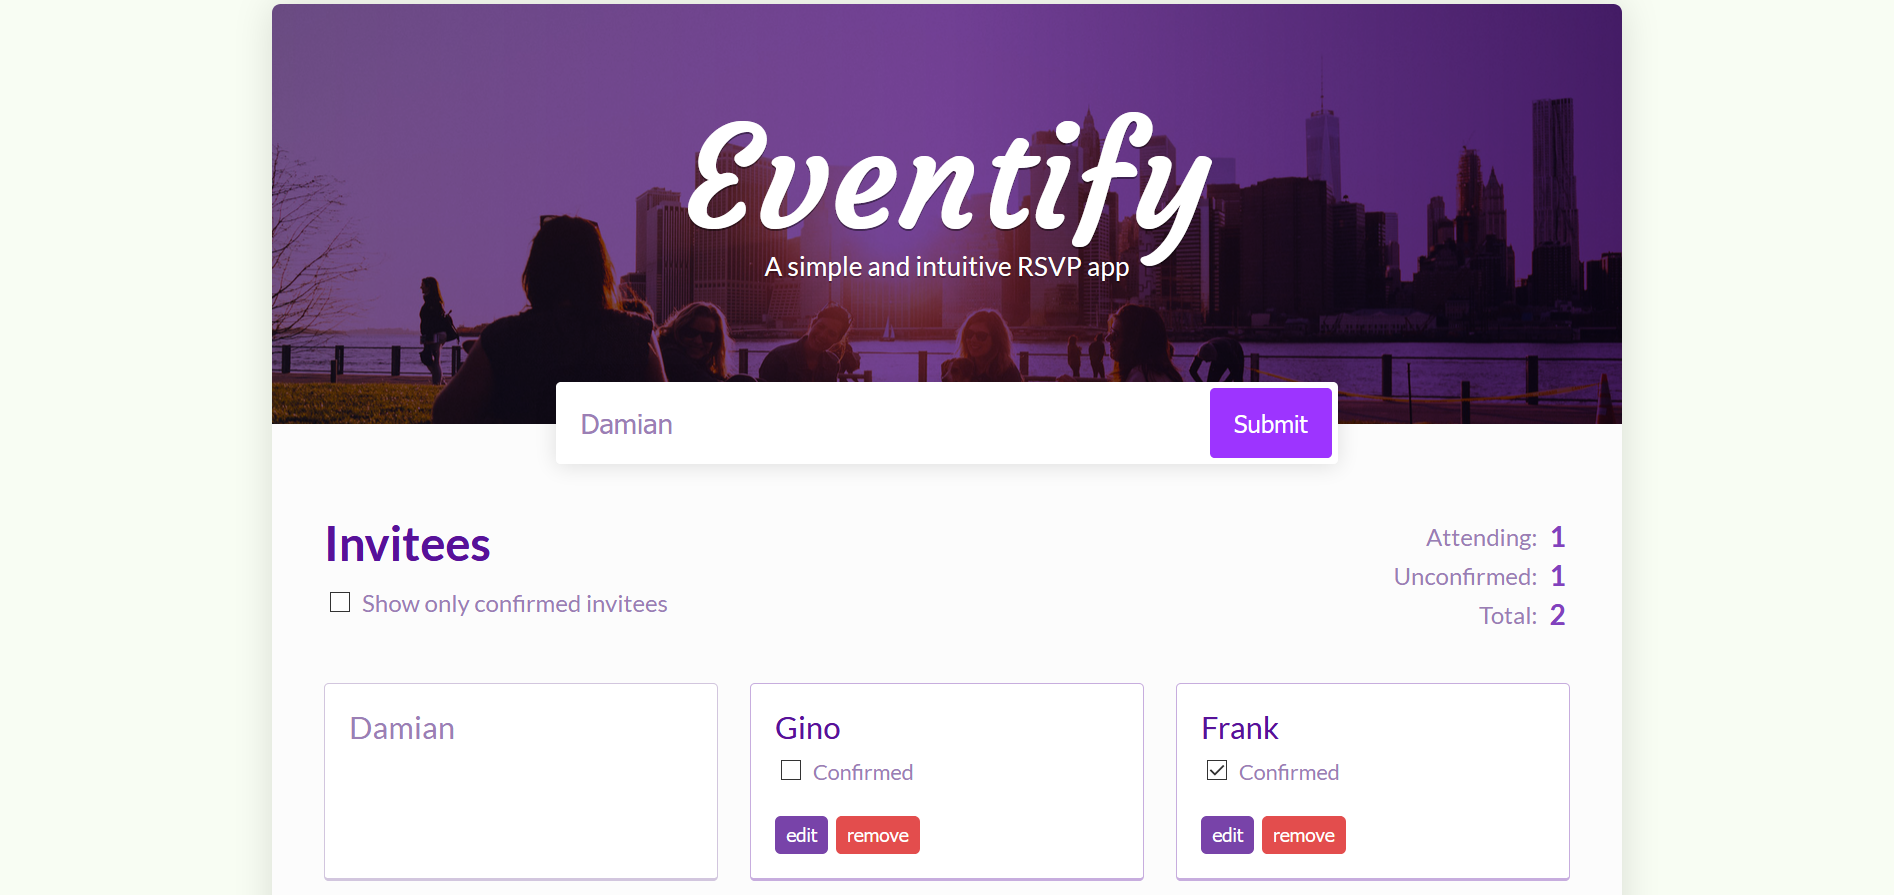 Eventify
A simple and intuitive RSVP app
Damian
Submit
Invitees
Show only confirmed invitees
Attending: 1
Unconfirmed: 1
Total: 2
Damian
Gino
Confirmed
edit remove
Frank
Confirmed
edit remove